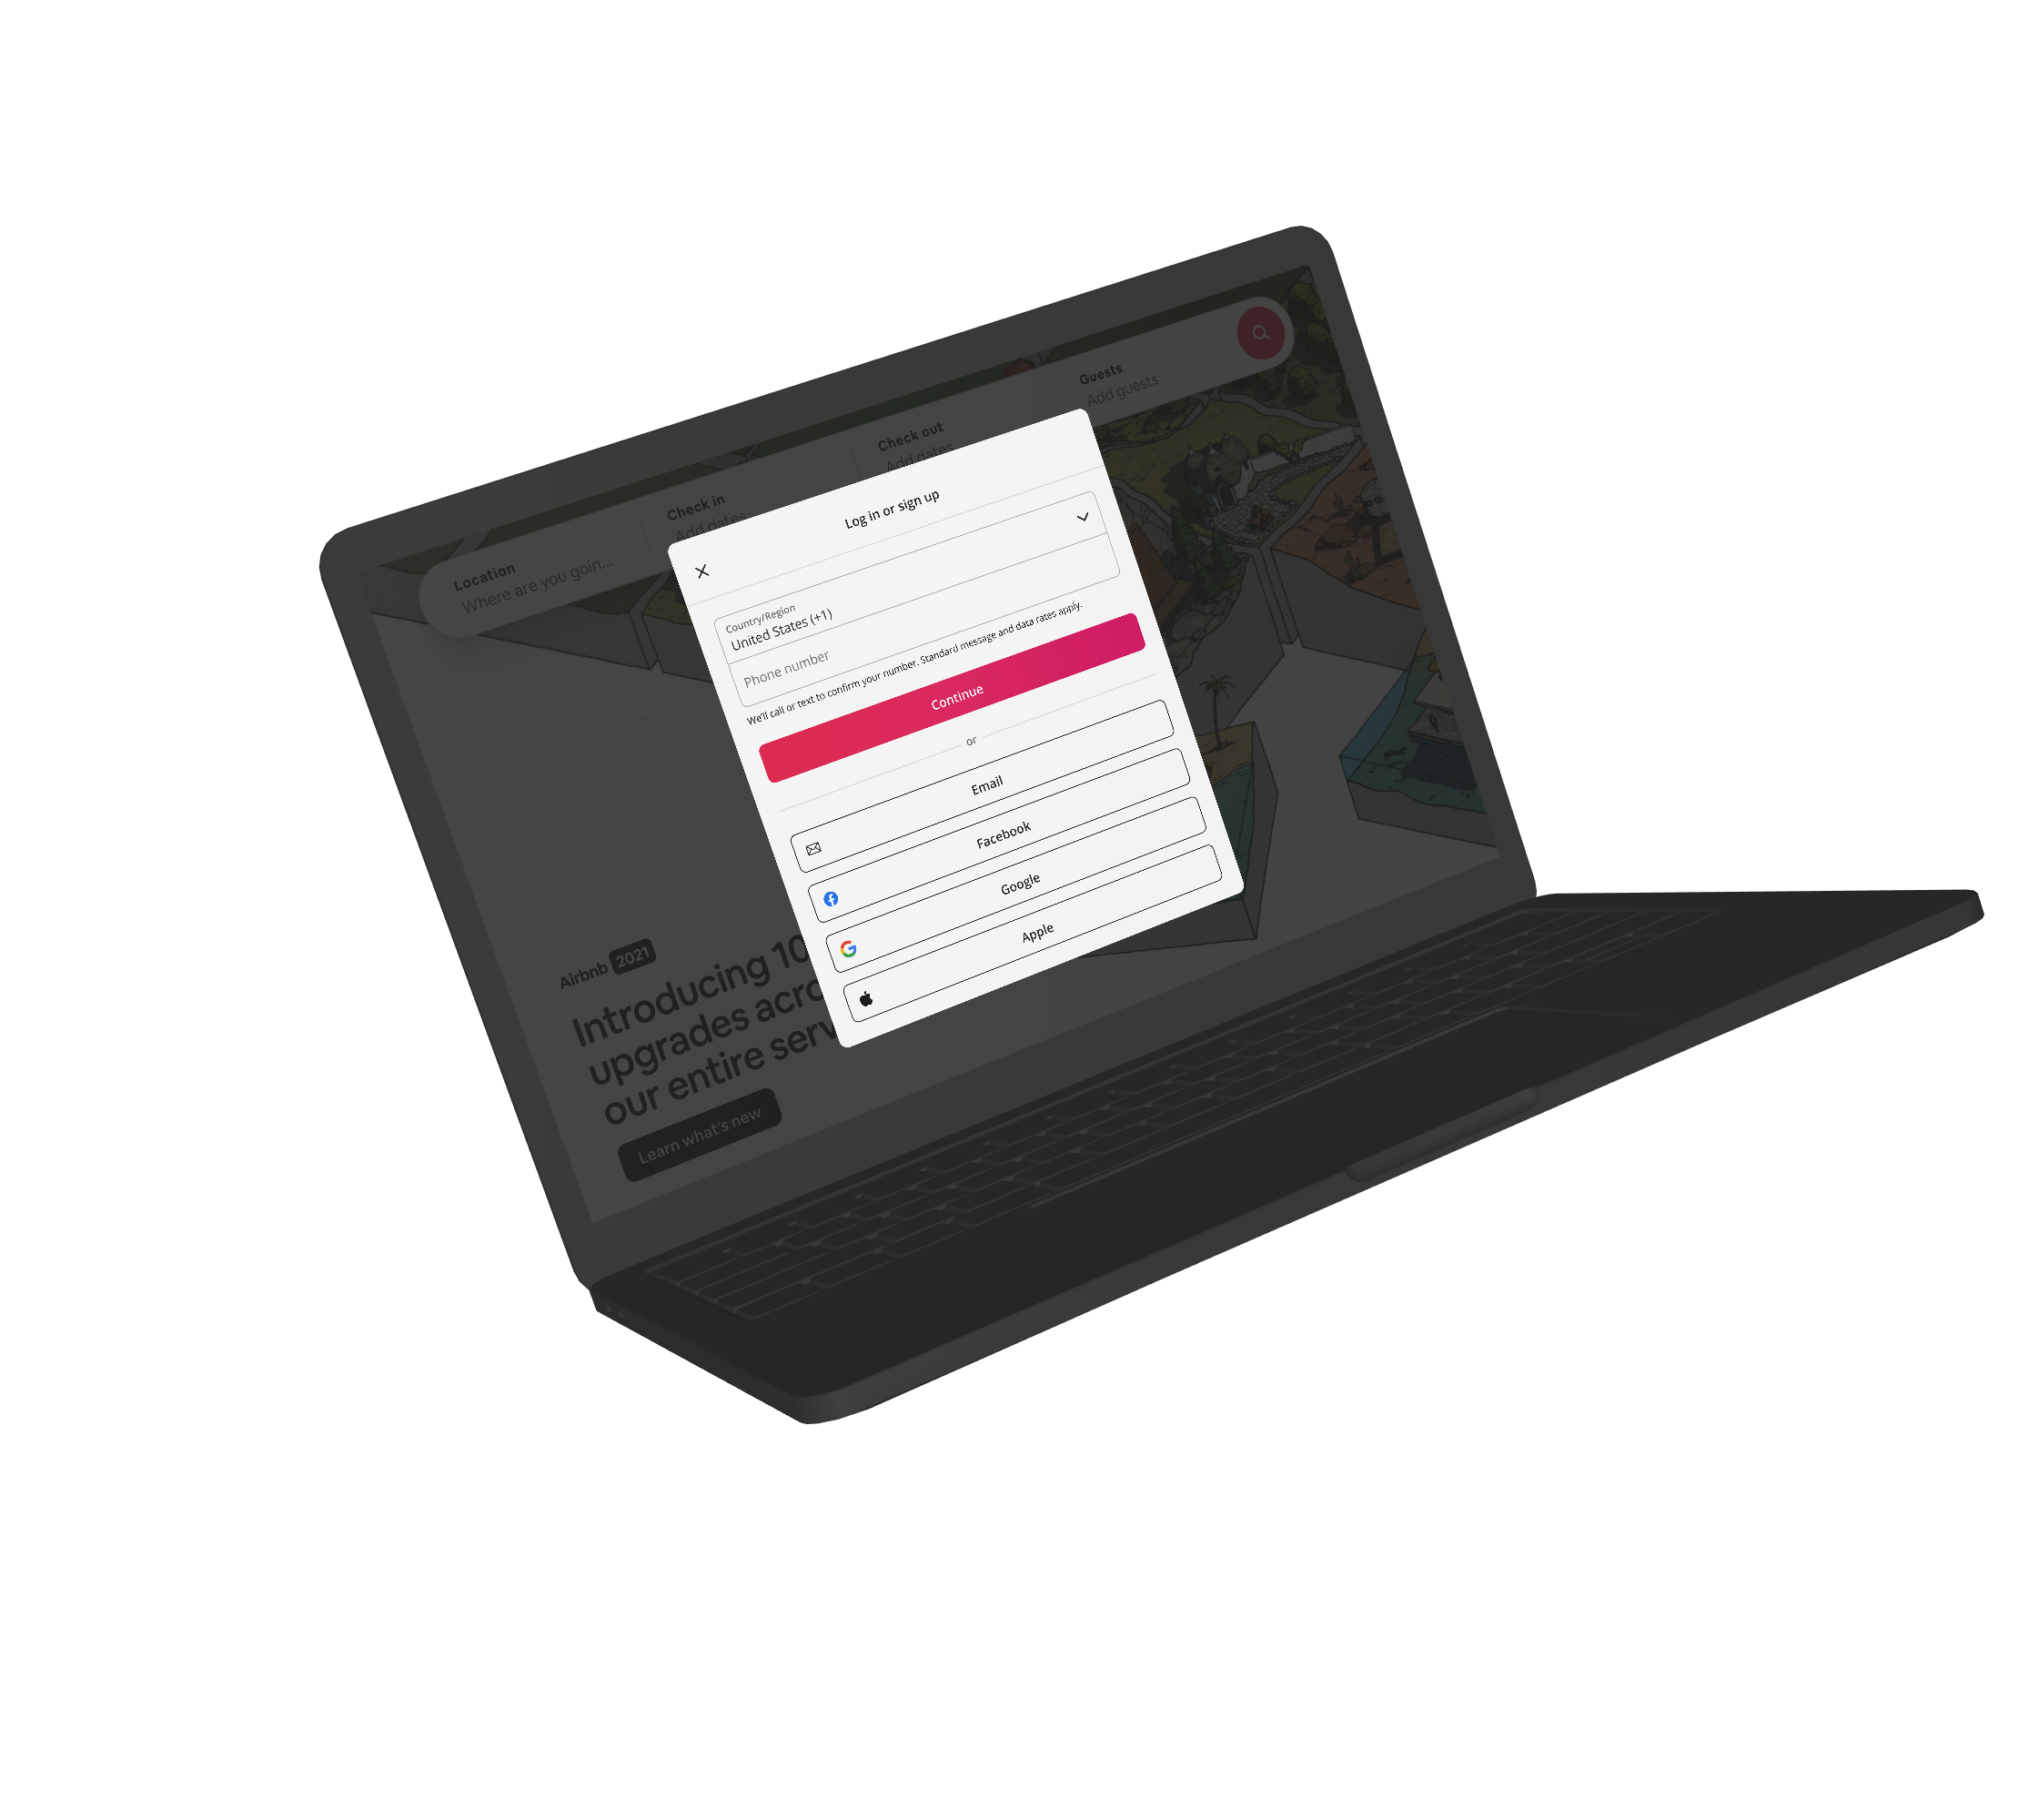 Location
Where are you goin...
Check in
Add dates
Check out
Add dates
Guests
Add guests
Log in or sign up
Country/Region
United States (+1)
Phone number
We'll call or text to confirm your number. Standard message and data rates apply.
Continue
or
Email
Facebook
Google
Apple
Airbnb 2021
Introducing 10
upgrades acro
our entire serv
Learn what's new